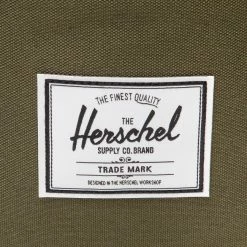 THE FINEST QUALITY
THE
Herschel
SUPPLY CO. BRAND
TRADE MARK
DESIGNED IN THE HERSCHEL WORKSHOP